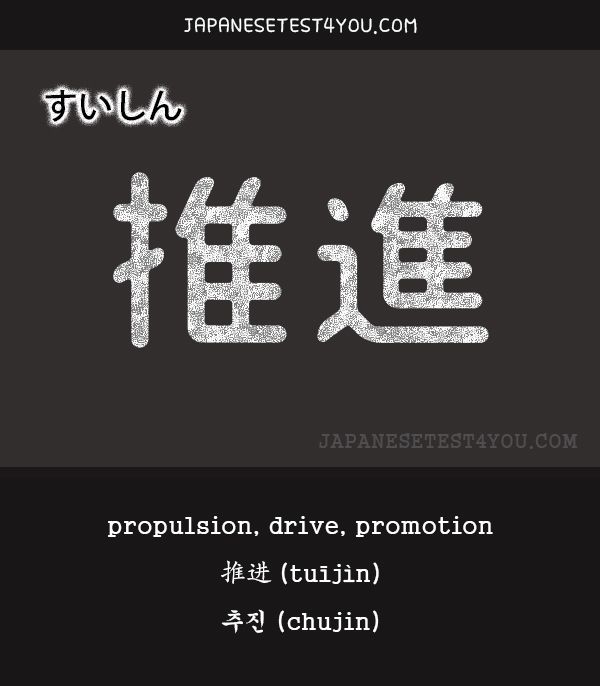 JAPANESETEST4YOU.COM
すいしん
推進
JAPANESETEST4YOU.COM
propulsion, drive, promotion
推进 (tuījìn)
추진 (chujin)